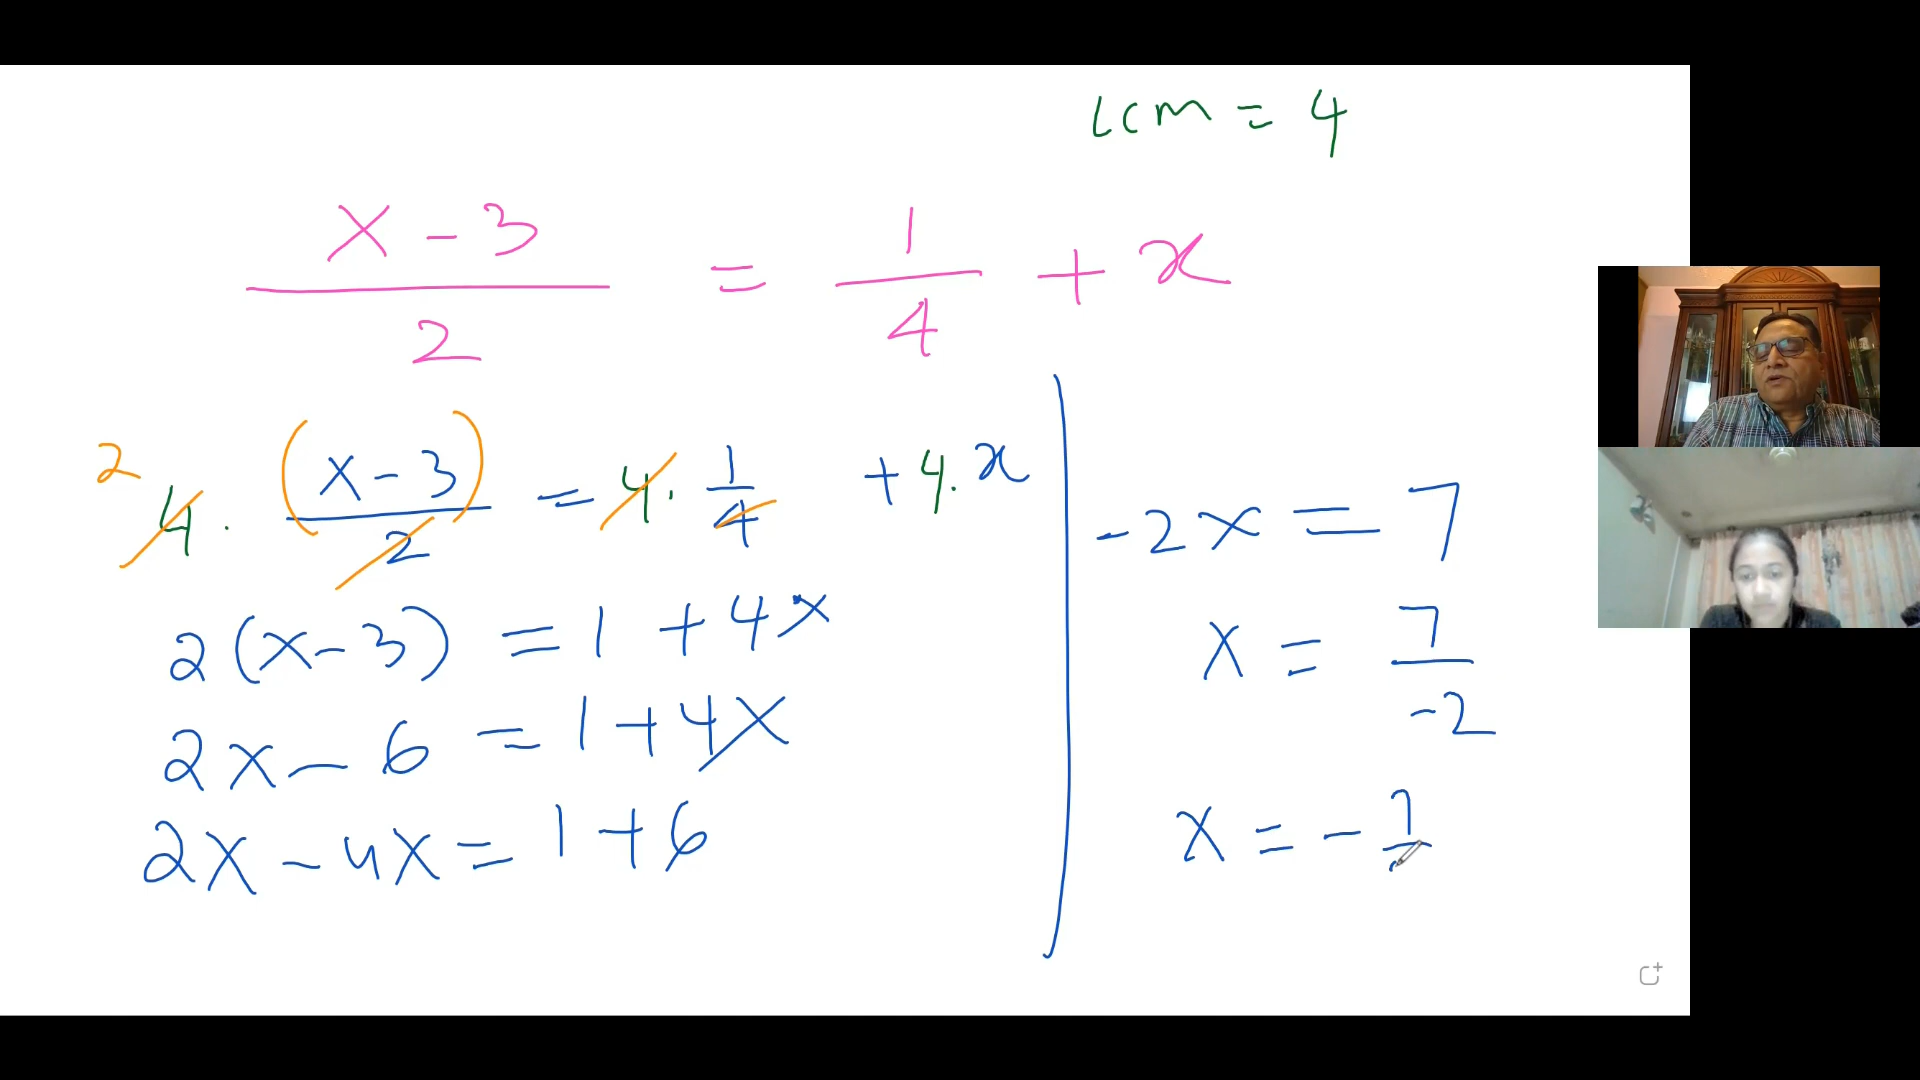 LCM = 4
x - 3 / 2 = 1 / 4 + x
2
4 · (x - 3) / 2 = 4 · 1 / 4 + 4 · x
2(x - 3) = 1 + 4x
2x - 6 = 1 + 4x
2x - 4x = 1 + 6
-2x = 7
x = 7 / -2
x = - 7